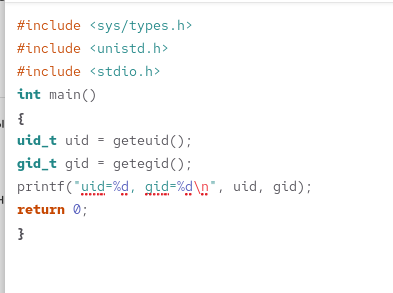 #include <sys/types.h>
#include <unistd.h>
#include <stdio.h>
int main()
{
uid_t uid = geteuid();
gid_t gid = getegid();
printf("uid=%d, gid=%d\n", uid, gid);
return 0;
}